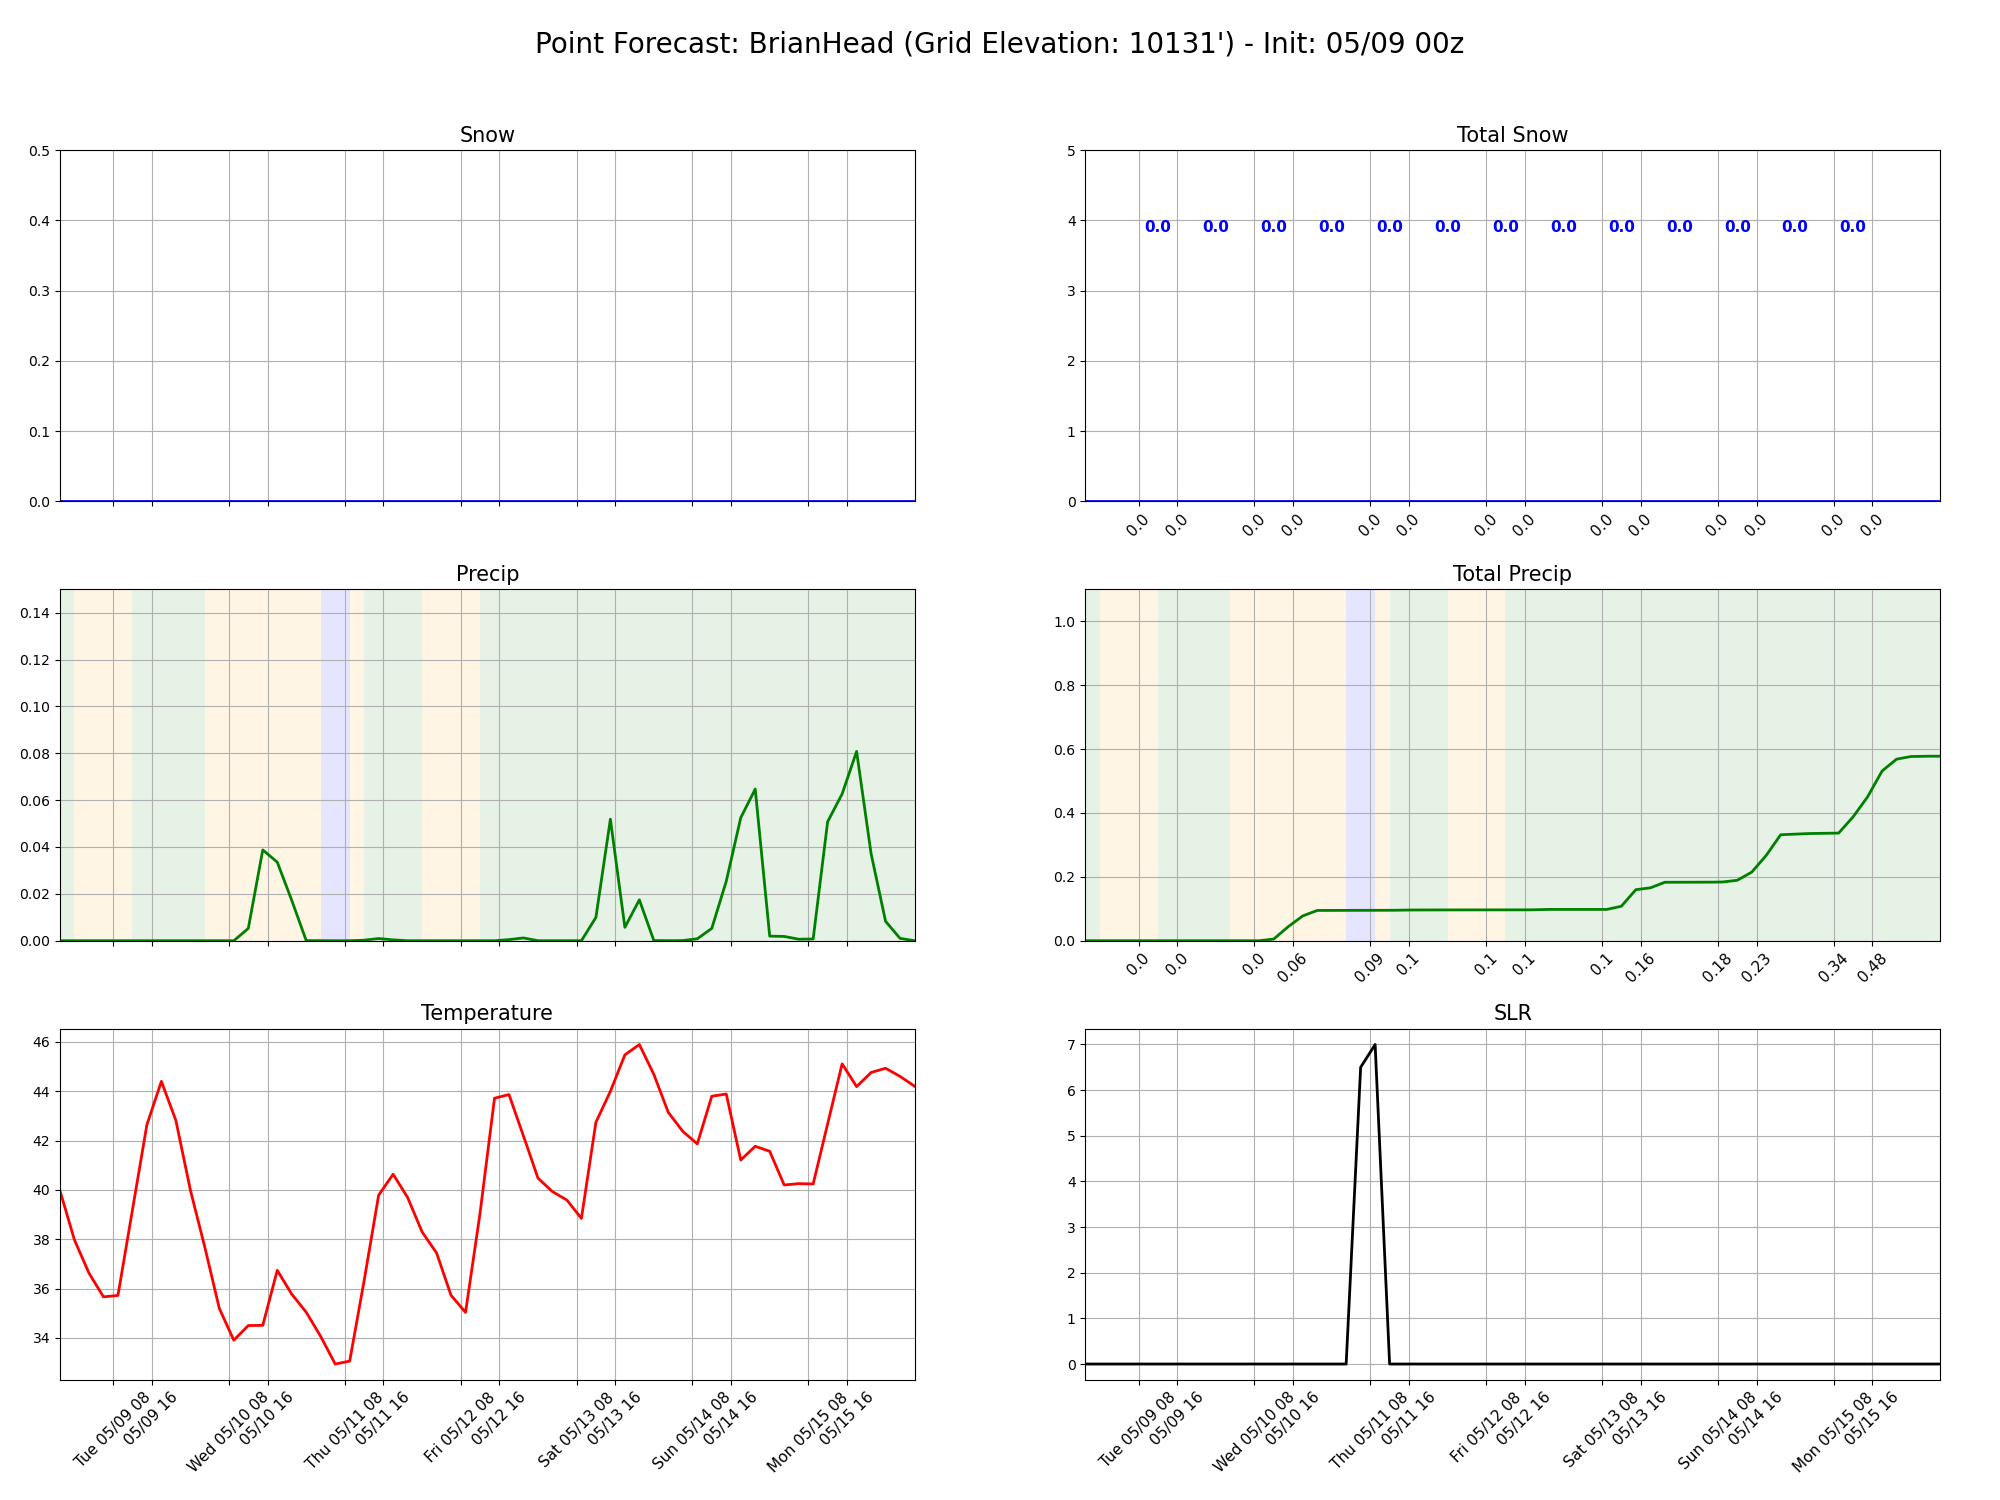 Point Forecast: BrianHead (Grid Elevation: 10131') - Init: 05/09 00z
Snow
0.5
0.4
0.3
0.2
0.1
0.0
Total Snow
5
4
3
2
1
0
0.0 0.0 0.0 0.0 0.0 0.0 0.0 0.0 0.0 0.0 0.0 0.0 0.0
0.0 0.0 0.0 0.0 0.0 0.0 0.0 0.0 0.0 0.0 0.0 0.0 0.0 0.0
Precip
0.14
0.12
0.10
0.08
0.06
0.04
0.02
0.00
Total Precip
1.0
0.8
0.6
0.4
0.2
0.0
0.0 0.0 0.0 0.06 0.09 0.1 0.1 0.1 0.1 0.16 0.18 0.23 0.34 0.48
Temperature
46
44
42
40
38
36
34
Tue 05/09 08
05/09 16
Wed 05/10 08
05/10 16
Thu 05/11 08
05/11 16
Fri 05/12 08
05/12 16
Sat 05/13 08
05/13 16
Sun 05/14 08
05/14 16
Mon 05/15 08
05/15 16
SLR
7
6
5
4
3
2
1
0
Tue 05/09 08
05/09 16
Wed 05/10 08
05/10 16
Thu 05/11 08
05/11 16
Fri 05/12 08
05/12 16
Sat 05/13 08
05/13 16
Sun 05/14 08
05/14 16
Mon 05/15 08
05/15 16